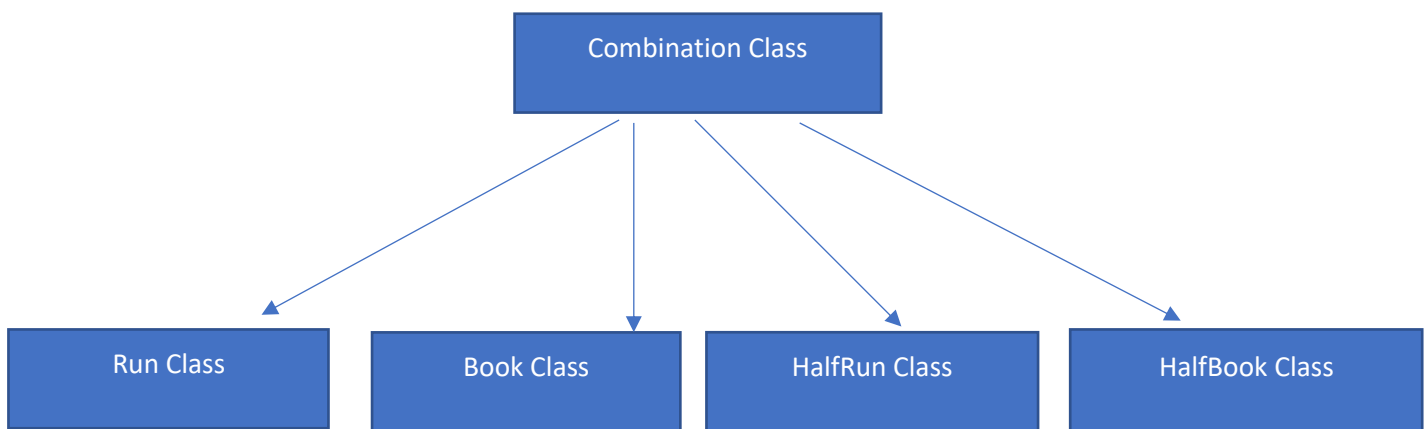 Combination Class
Run Class
Book Class
HalfRun Class
HalfBook Class